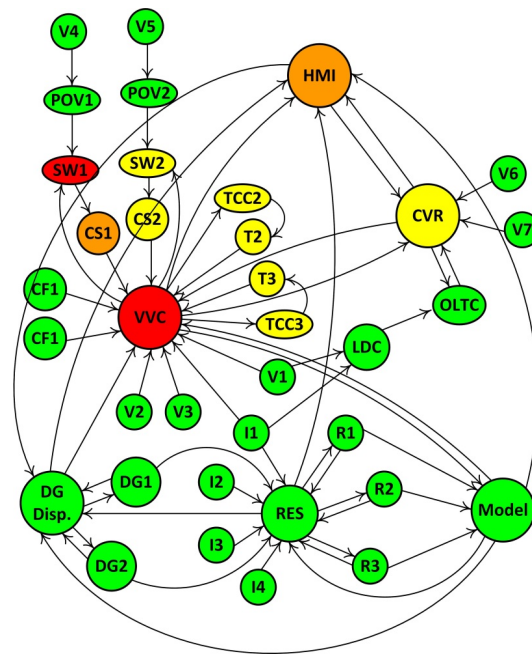 V4
V5
HMI
POV1
POV2
SW1
SW2
V6
TCC2
CS1
CS2
CVR
V7
T2
T3
CF1
VVC
OLTC
CF1
TCC3
LDC
V1
V2
V3
I1
R1
DG1
I2
R2
DG
Disp.
RES
Model
I3
DG2
R3
I4